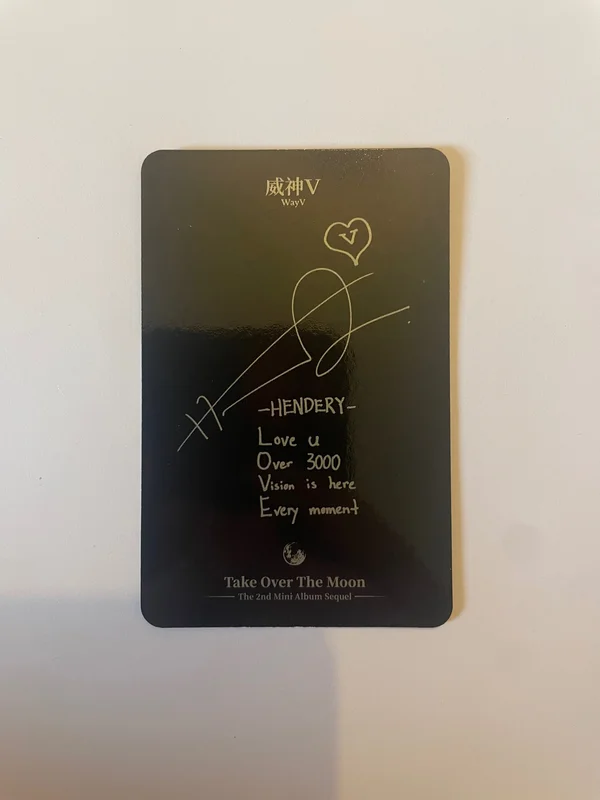 威神V
WayV
V
-HENDERY-
Love u
Over 3000
Vision is here
Every moment
Take Over The Moon
The 2nd Mini Album Sequel